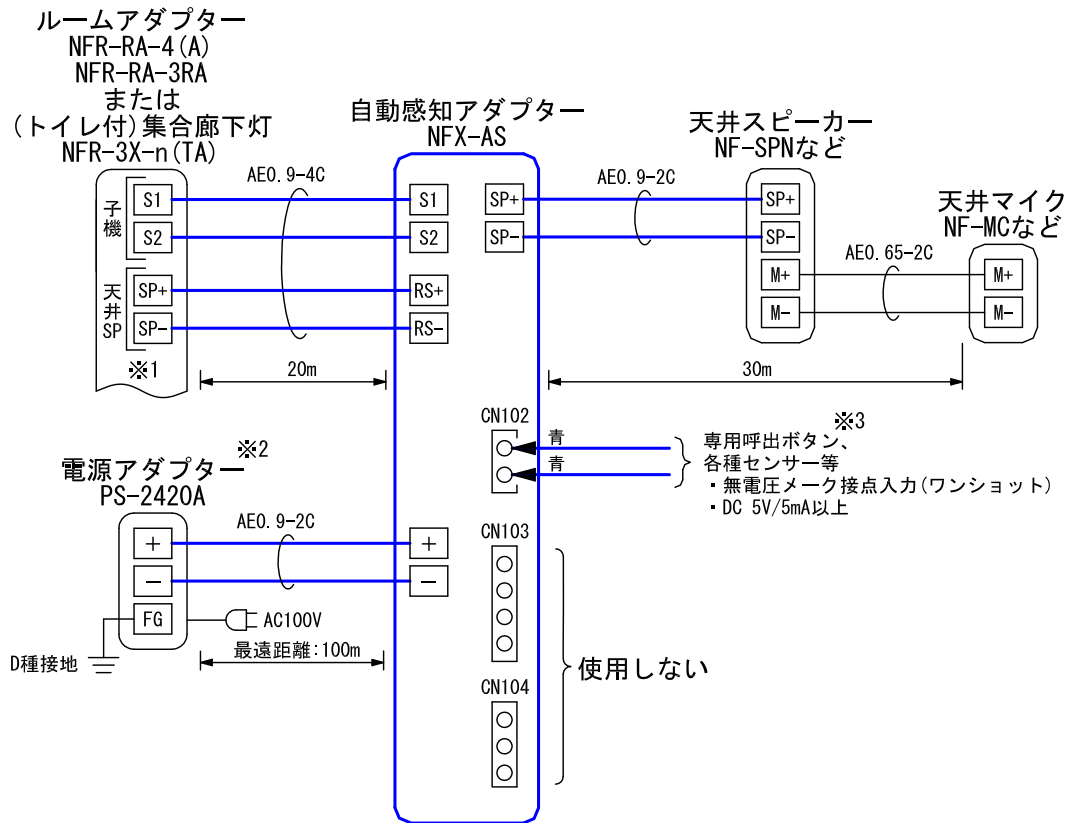 ルームアダプター
NFR-RA-4(A)
NFR-RA-3RA
または
(トイレ付)集合廊下灯
NFR-3X-n(TA)
自動感知アダプター
NFX-AS
天井スピーカー
NF-SPNなど
天井マイク
NF-MCなど
子機
S1
S2
天井SP
SP+
SP-
※1
AE0.9-4C
20m
S1
S2
RS+
RS-
SP+
SP-
AE0.9-2C
SP+
SP-
M+
M-
AE0.65-2C
M+
M-
30m
CN102
青
青
※3
専用呼出ボタン、
各種センサー等
・無電圧メーク接点入力(ワンショット)
・DC 5V/5mA以上
※2
電源アダプター
PS-2420A
+
−
FG
AE0.9-2C
+
−
AC100V
D種接地
最遠距離:100m
CN103
CN104
使用しない